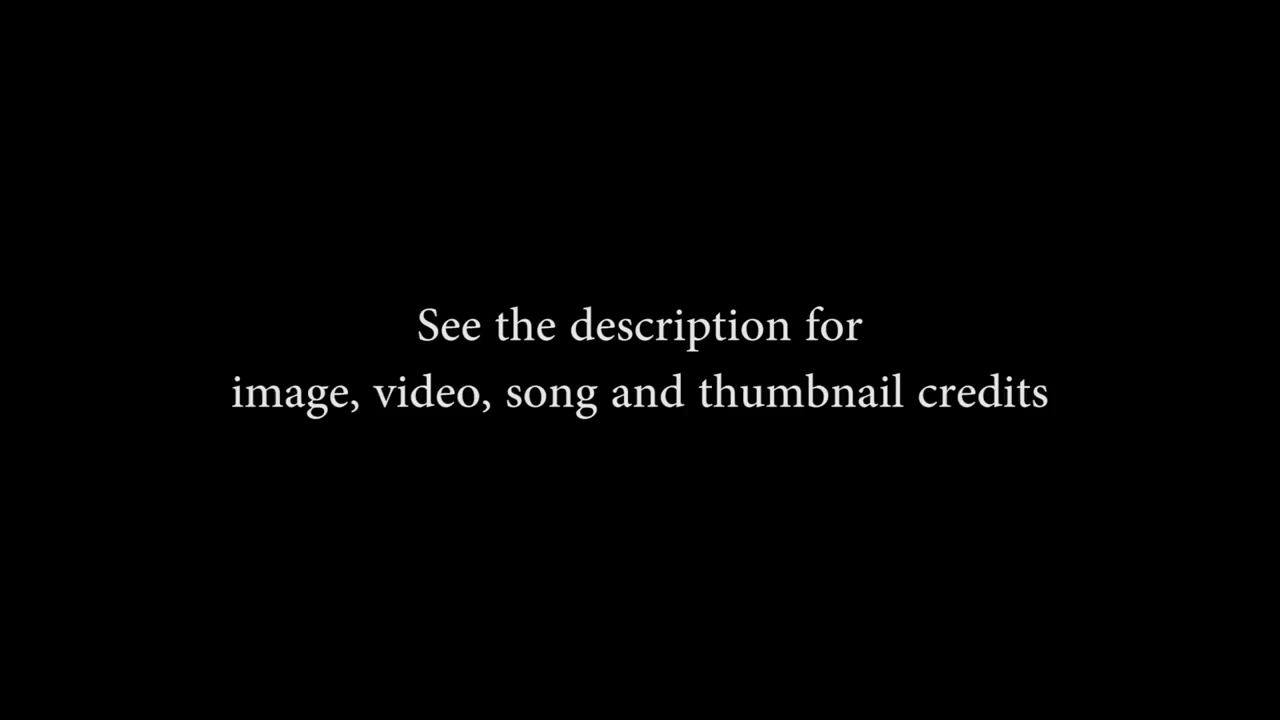 See the description for
image, video, song and thumbnail credits